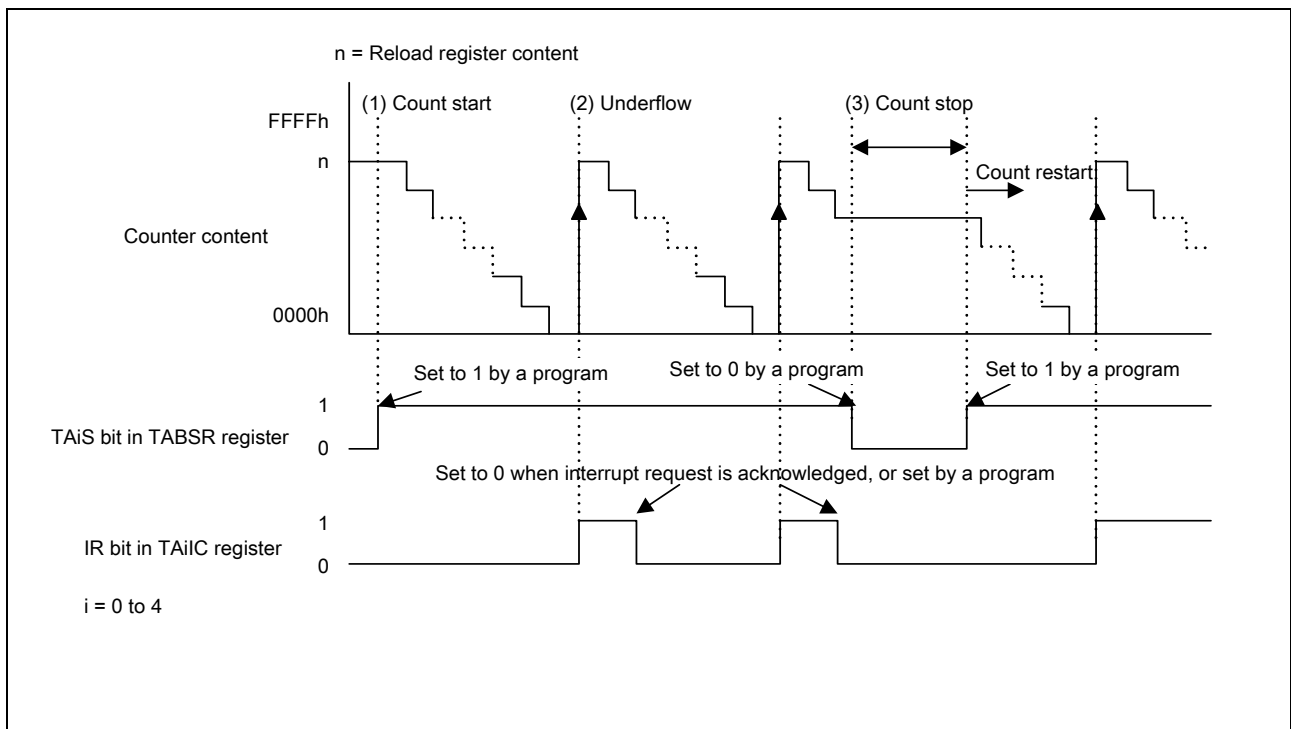 n = Reload register content
(1) Count start
(2) Underflow
(3) Count stop
FFFFh
n
Count restart
Counter content
0000h
Set to 1 by a program
Set to 0 by a program
Set to 1 by a program
1
TAiS bit in TABSR register
0
Set to 0 when interrupt request is acknowledged, or set by a program
1
IR bit in TAiIC register
0
i = 0 to 4